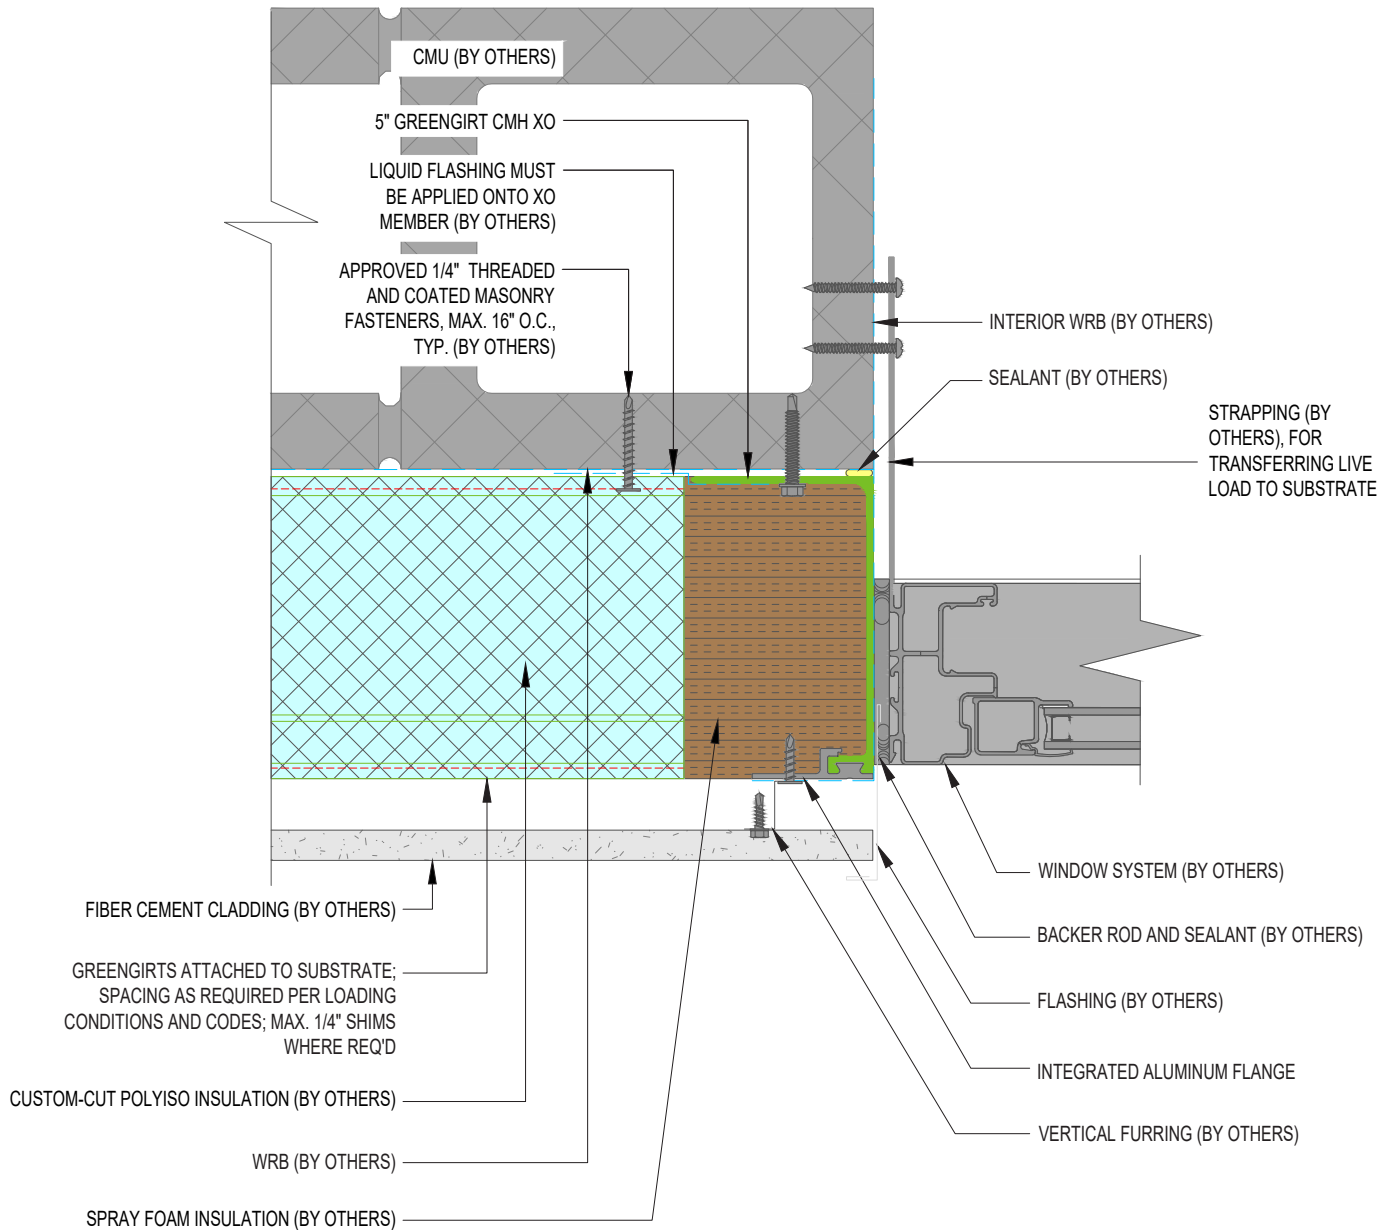 CMU (BY OTHERS)
5" GREENGIRT CMH XO
LIQUID FLASHING MUST
BE APPLIED ONTO XO
MEMBER (BY OTHERS)
APPROVED 1/4" THREADED
AND COATED MASONRY
FASTENERS, MAX. 16" O.C.,
TYP. (BY OTHERS)
INTERIOR WRB (BY OTHERS)
SEALANT (BY OTHERS)
STRAPPING (BY
OTHERS), FOR
TRANSFERRING LIVE
LOAD TO SUBSTRATE
FIBER CEMENT CLADDING (BY OTHERS)
GREENGIRTS ATTACHED TO SUBSTRATE;
SPACING AS REQUIRED PER LOADING
CONDITIONS AND CODES; MAX. 1/4" SHIMS
WHERE REQ'D
CUSTOM-CUT POLYISO INSULATION (BY OTHERS)
WRB (BY OTHERS)
SPRAY FOAM INSULATION (BY OTHERS)
WINDOW SYSTEM (BY OTHERS)
BACKER ROD AND SEALANT (BY OTHERS)
FLASHING (BY OTHERS)
INTEGRATED ALUMINUM FLANGE
VERTICAL FURRING (BY OTHERS)